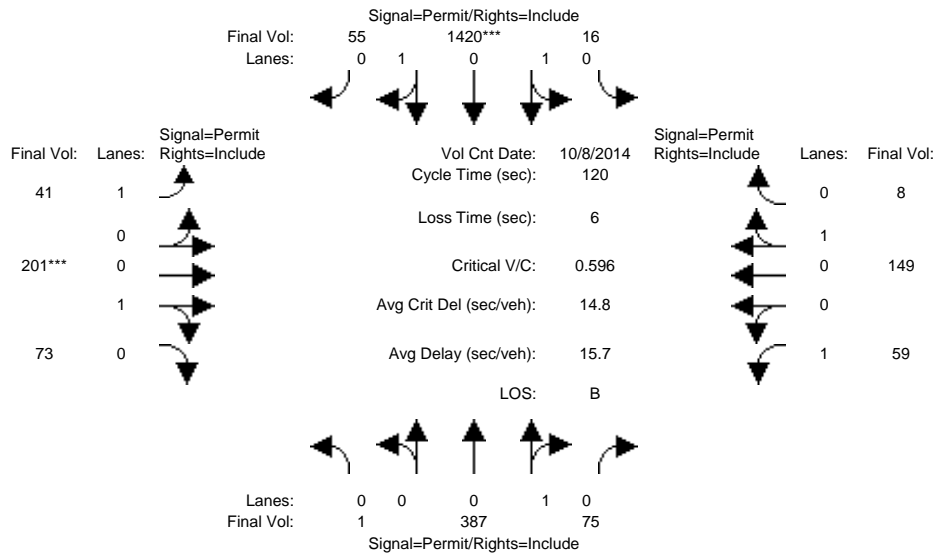 Signal=Permit/Rights=Include
Final Vol: 55 1420*** 16
Lanes: 0 1 0 1 0
Signal=Permit Signal=Permit
Final Vol: Lanes: Rights=Include Vol Cnt Date: 10/8/2014 Rights=Include Lanes: Final Vol:
Cycle Time (sec): 120
41 1 0 8
Loss Time (sec): 6
0 1
201*** 0 Critical V/C: 0.596 0 149
1 Avg Crit Del (sec/veh): 14.8 0
73 0 Avg Delay (sec/veh): 15.7 1 59
LOS: B
Lanes: 0 0 0 1 0
Final Vol: 1 387 75
Signal=Permit/Rights=Include